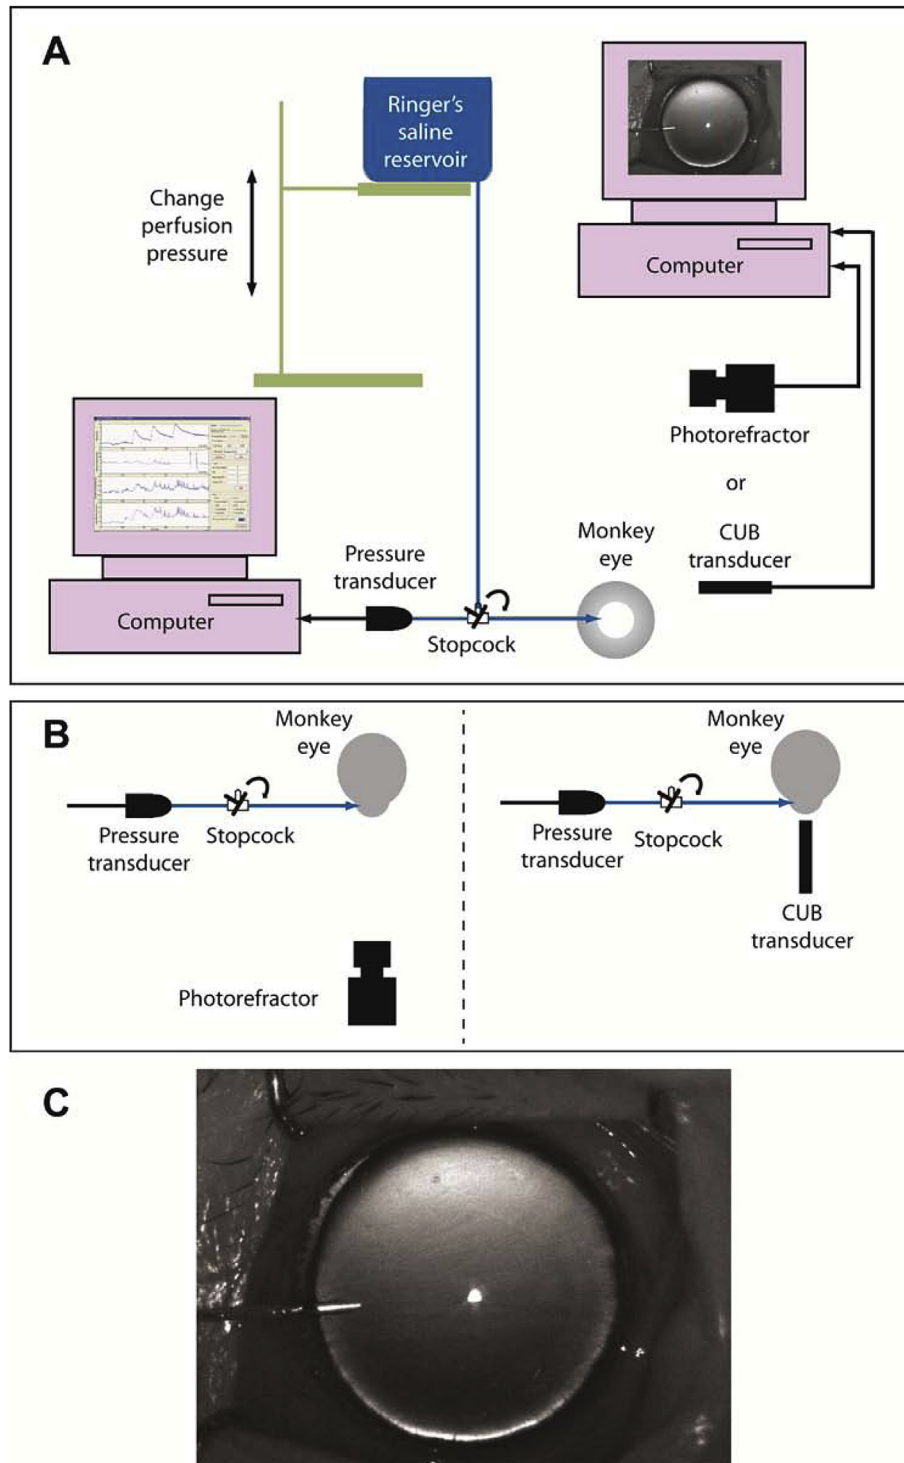 A
Ringer's
saline
reservoir
Change
perfusion
pressure
Computer
Photorefractor
or
CUB
transducer
Monkey
eye
Pressure
transducer
Stopcock
Computer
B
Monkey
eye
Pressure
transducer
Stopcock
Photorefractor
Monkey
eye
Pressure
transducer
Stopcock
CUB
transducer
C